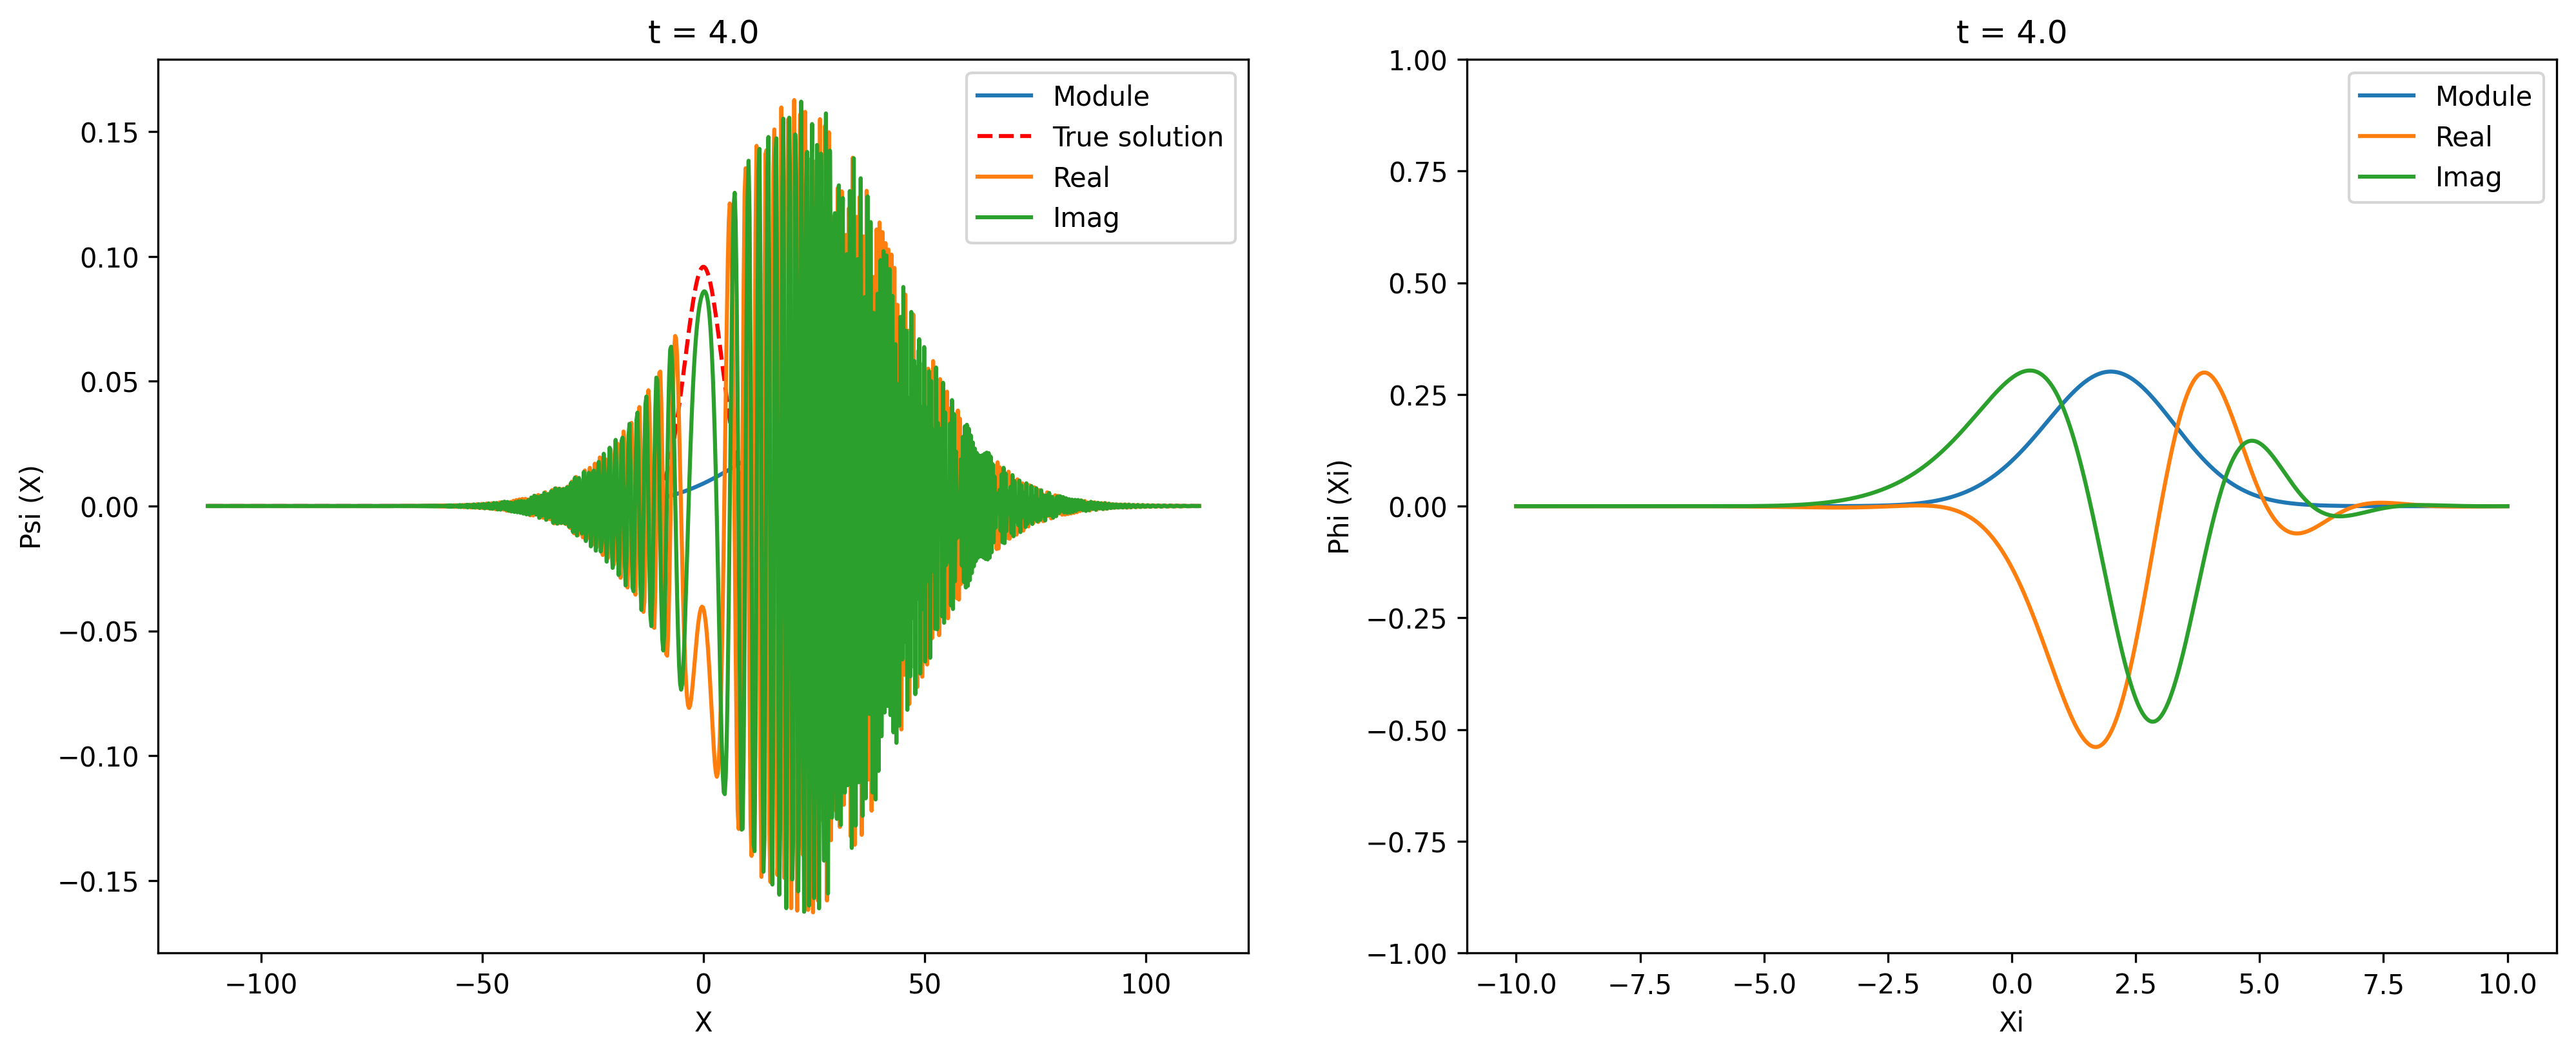 t = 4.0
Psi (X)
0.15
0.10
0.05
0.00
−0.05
−0.10
−0.15
Module
True solution
Real
Imag
−100
−50
0
50
100
X
t = 4.0
Phi (Xi)
1.00
0.75
0.50
0.25
0.00
−0.25
−0.50
−0.75
−1.00
Module
Real
Imag
−10.0
−7.5
−5.0
−2.5
0.0
2.5
5.0
7.5
10.0
Xi